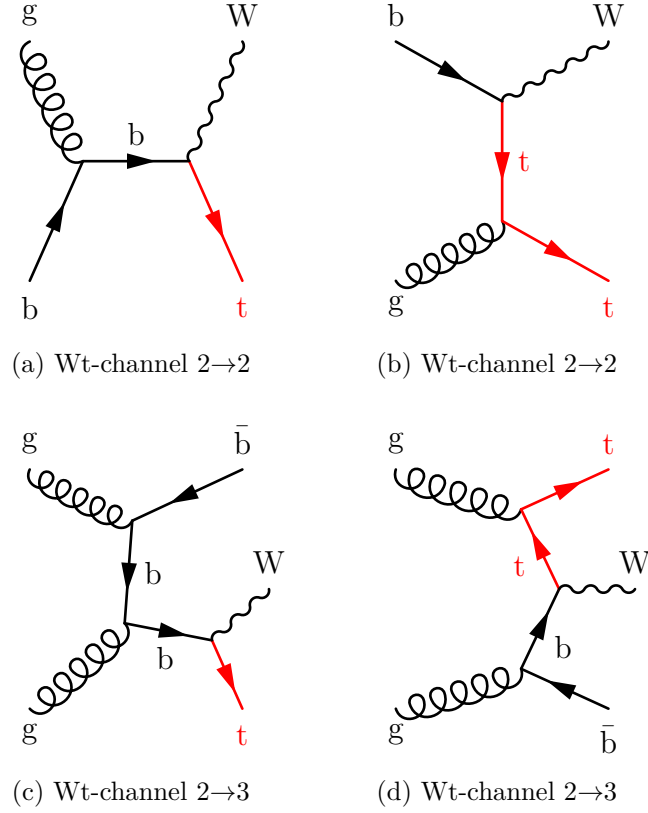 g W
b
b t
(a) Wt-channel 2→2
b W
t
g t
(b) Wt-channel 2→2
g b̄
b
W
b
g t
(c) Wt-channel 2→3
g t
t W
b
g b̄
(d) Wt-channel 2→3